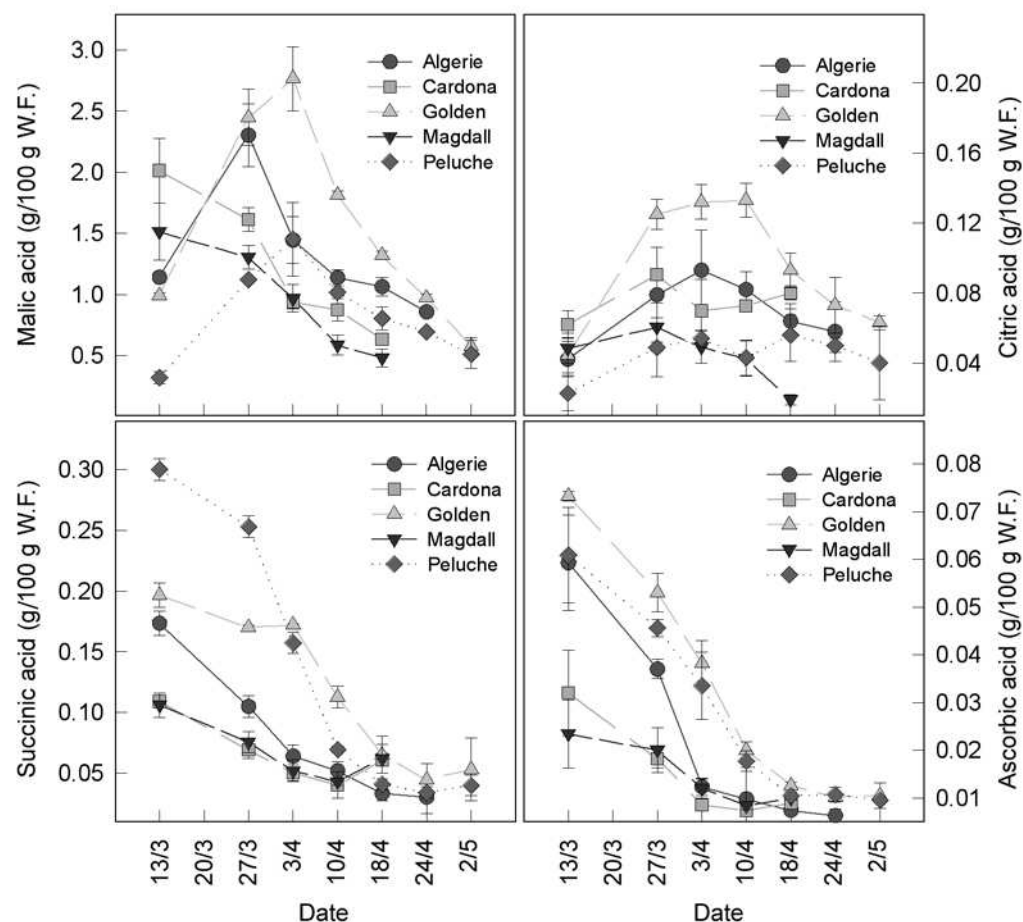 Malic acid (g/100 g W.F.)
3.0
2.5
2.0
1.5
1.0
0.5
Algerie
Cardona
Golden
Magdall
Peluche
Algerie
Cardona
Golden
Magdall
Peluche
0.20
0.16
0.12
0.08
0.04
Citric acid (g/100 g W.F.)
Succinic acid (g/100 g W.F.)
0.30
0.25
0.20
0.15
0.10
0.05
Algerie
Cardona
Golden
Magdall
Peluche
Algerie
Cardona
Golden
Magdall
Peluche
0.08
0.07
0.06
0.05
0.04
0.03
0.02
0.01
Ascorbic acid (g/100 g W.F.)
13/3
20/3
27/3
3/4
10/4
18/4
24/4
2/5
Date
13/3
20/3
27/3
3/4
10/4
18/4
24/4
2/5
Date